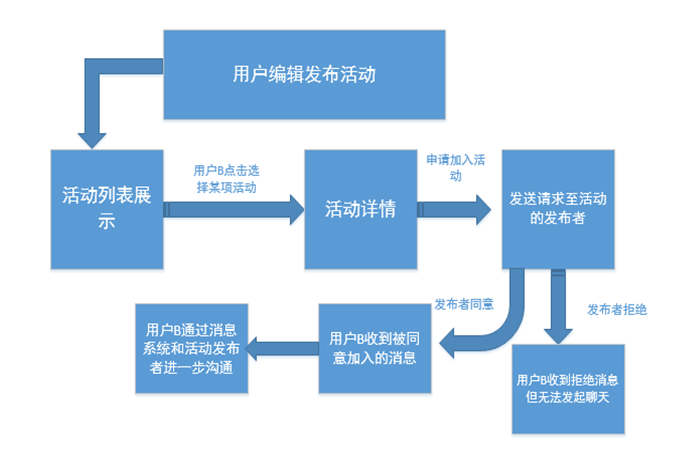 用户编辑发布活动
活动列表展
示
用户B点击选
择某项活动
活动详情
申请加入活
动
发送请求至活动
的发布者
发布者同意
发布者拒绝
用户B通过消息
系统和活动发布
者进一步沟通
用户B收到被同
意加入的消息
用户B收到拒绝消息
但无法发起聊天